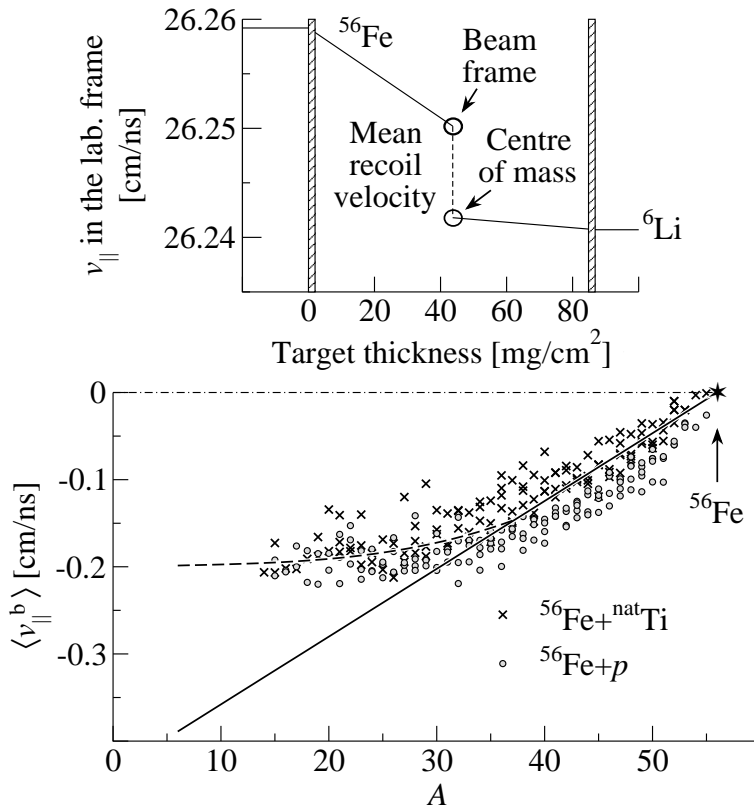 26.26
26.25
26.24
v∥ in the lab. frame
[cm/ns]
⁵⁶Fe
Beam
frame
Mean
recoil
velocity
Centre
of mass
⁶Li
0 20 40 60 80
Target thickness [mg/cm²]
0
-0.1
-0.2
-0.3
⟨v∥ᵇ⟩ [cm/ns]
⁵⁶Fe
⁵⁶Fe+ⁿᵃᵗTi
⁵⁶Fe+p
0 10 20 30 40 50
A